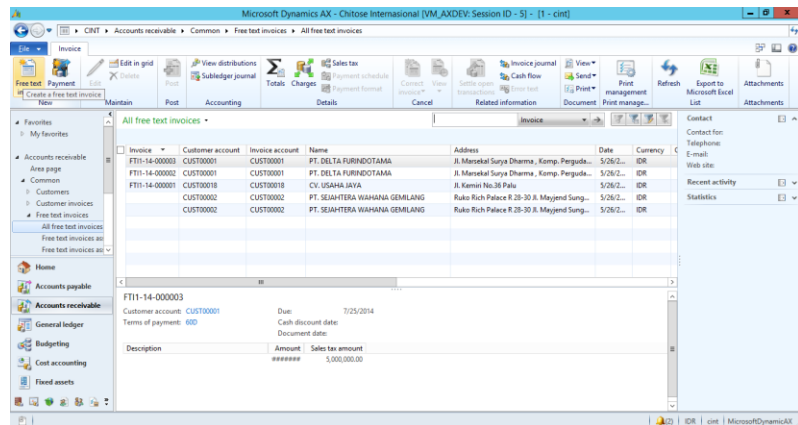 Microsoft Dynamics AX - Chitose Internasional [VM_AXDEV: Session ID - 5] - [1 - cint]
CINT ▸ Accounts receivable ▸ Common ▸ Free text invoices ▸ All free text invoices
File Invoice
Free text Payment Edit Edit in grid Delete Post View distributions Subledger journal Totals Charges Sales tax Payment schedule Payment format Correct invoice View Settle open transactions Invoice journal Cash flow Error text View Send Print Print management Refresh Export to Microsoft Excel Attachments
Create a free text invoice
New Maintain Post Accounting Details Cancel Related information Document Print manage... List Attachments
Favorites
My favorites
Accounts receivable
Area page
Common
Customers
Customer invoices
Free text invoices
All free text invoices
Free text invoices as
Free text invoices as
Home
Accounts payable
Accounts receivable
General ledger
Budgeting
Cost accounting
Fixed assets
All free text invoices
Invoice
Invoice Customer account Invoice account Name Address Date Currency
FTI1-14-000003 CUST00001 CUST00001 PT. DELTA FURINDOTAMA Jl. Marsekal Surya Dharma , Komp. Perguda... 5/26/2... IDR
FTI1-14-000002 CUST00001 CUST00001 PT. DELTA FURINDOTAMA Jl. Marsekal Surya Dharma , Komp. Perguda... 5/26/2... IDR
FTI1-14-000001 CUST00018 CUST00018 CV. USAHA JAYA Jl. Kamiri No.36 Palu 5/26/2... IDR
CUST00002 CUST00002 PT. SEJAHTERA WAHANA GEMILANG Ruko Rich Palace R 28-30 Jl. Mayjend Sung... 5/26/2... IDR
CUST00002 CUST00002 PT. SEJAHTERA WAHANA GEMILANG Ruko Rich Palace R 28-30 Jl. Mayjend Sung... 5/26/2... IDR
FTI1-14-000003
Customer account: CUST00001 Due: 7/25/2014
Terms of payment: 60D Cash discount date:
Document date:
Description Amount Sales tax amount
####### 5,000,000.00
Contact
Contact for:
Telephone:
E-mail:
Web site:
Recent activity
Statistics
(2) IDR cint MicrosoftDynamicAX